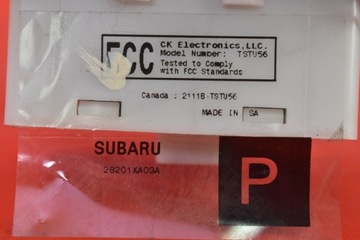 FCC
CK Electronics, LLC.
Model Number: TSTU56
Tested to Comply
with FCC Standards
Canada : 2111B-TSTU56
MADE IN SA
SUBARU
28201XA03A
P